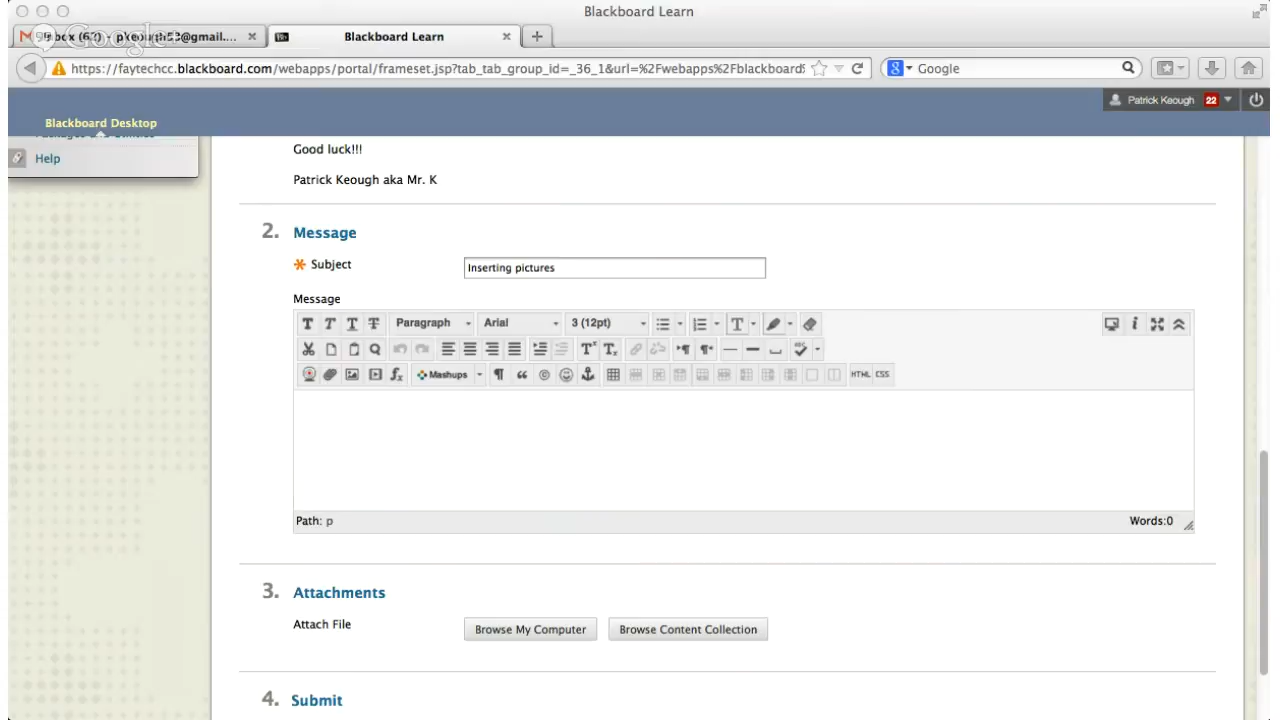 Blackboard Learn
Blackboard Learn
https://faytechcc.blackboard.com/webapps/portal/frameset.jsp?tab_tab_group_id=_36_1&url=%2Fwebapps%2Fblackboard%
Google
Patrick Keough 22
Blackboard Desktop
Help
Good luck!!!
Patrick Keough aka Mr. K
2. Message
Subject
Inserting pictures
Message
Paragraph Arial 3 (12pt)
Mashups HTML CSS
Path: p Words:0
3. Attachments
Attach File Browse My Computer Browse Content Collection
4. Submit